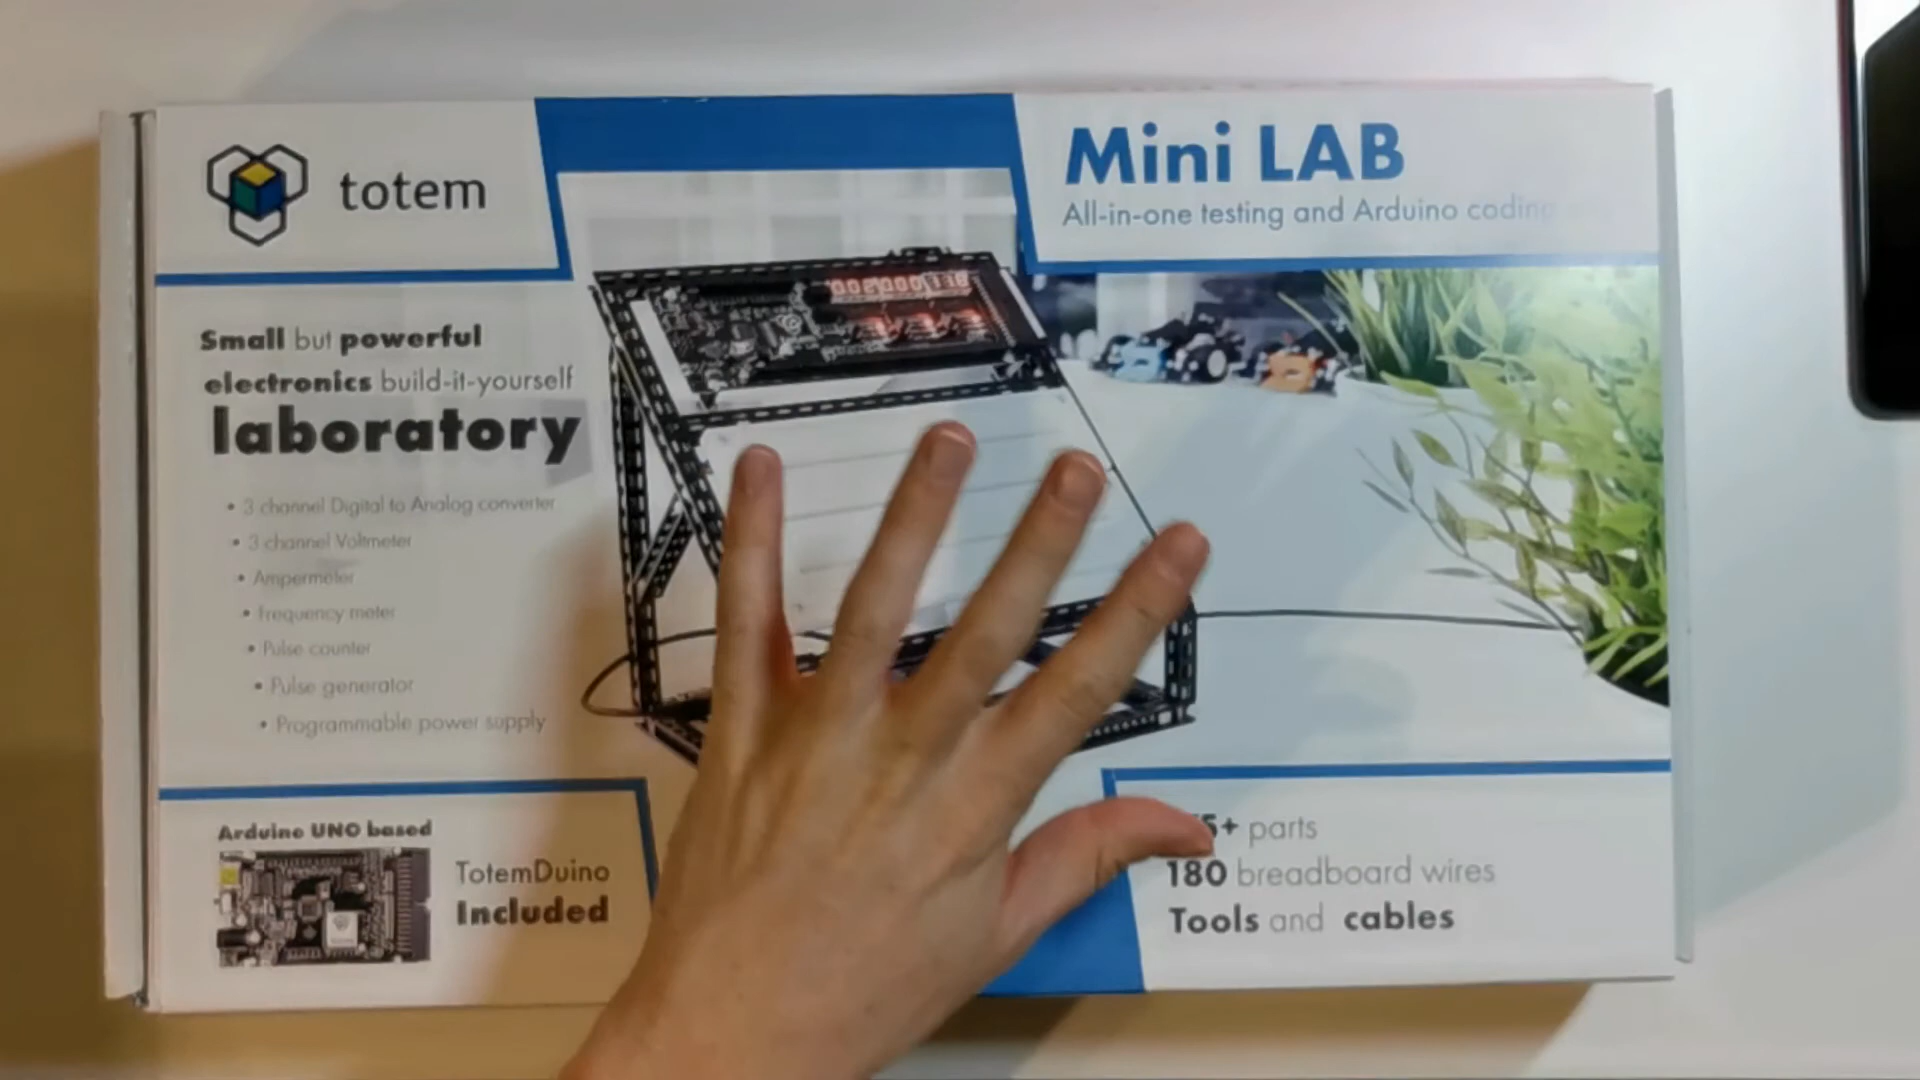 totem
Mini LAB
All-in-one testing and Arduino coding
Small but powerful
electronics build-it-yourself
laboratory
• 3 channel Digital to Analog converter
• 3 channel Voltmeter
• Ampermeter
• Frequency meter
• Pulse counter
• Pulse generator
• Programmable power supply
Arduino UNO based
TotemDuino
Included
5+ parts
180 breadboard wires
Tools and cables